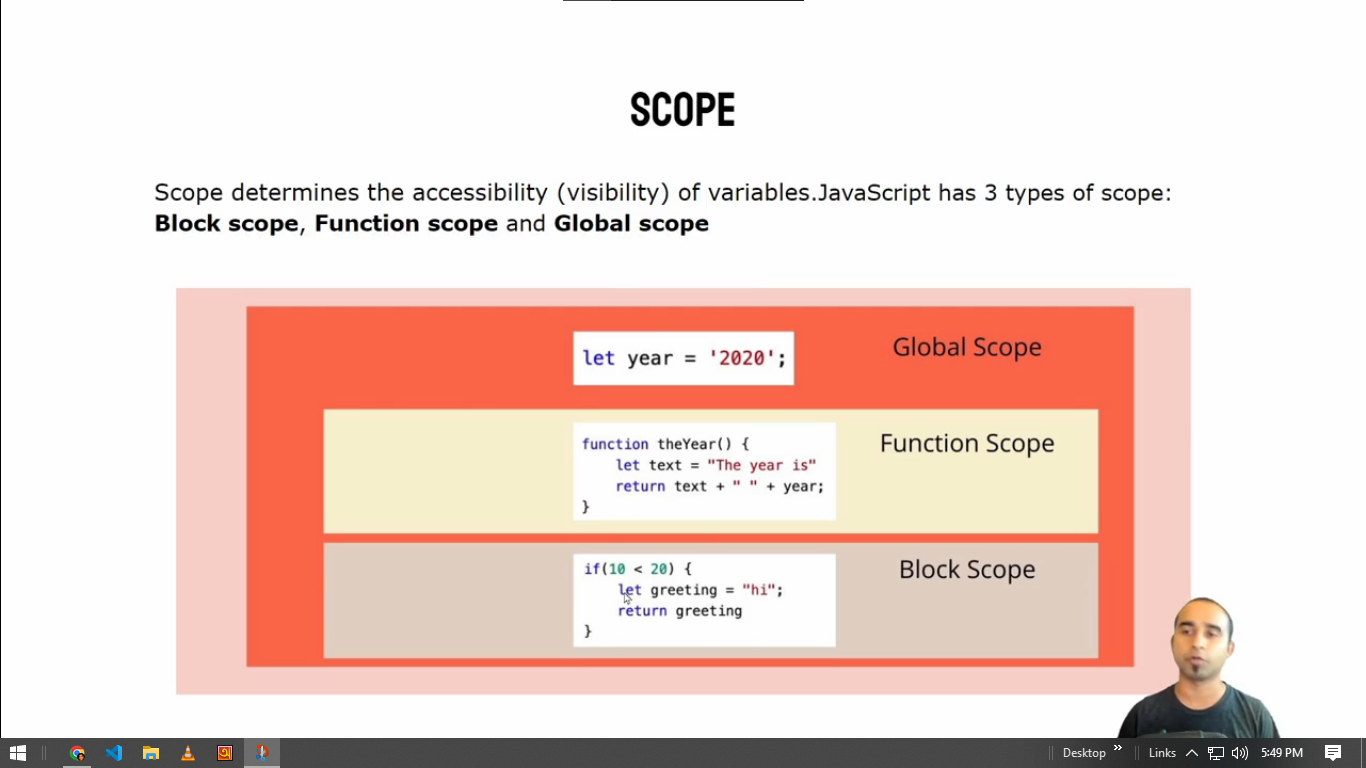 SCOPE
Scope determines the accessibility (visibility) of variables.JavaScript has 3 types of scope:
Block scope, Function scope and Global scope
let year = '2020';
Global Scope
function theYear() {
let text = "The year is"
return text + " " + year;
}
Function Scope
if(10 < 20) {
let greeting = "hi";
return greeting
}
Block Scope
Desktop
Links
5:49 PM